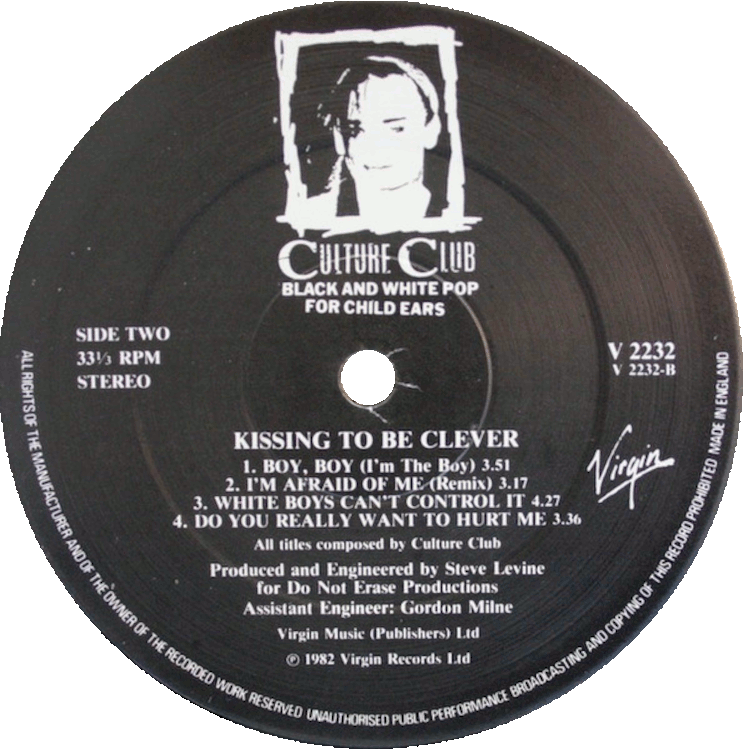 CULTURE CLUB
BLACK AND WHITE POP
FOR CHILD EARS
SIDE TWO
33⅓ RPM
STEREO
V 2232
V 2232-B
KISSING TO BE CLEVER
1. BOY, BOY (I'm The Boy) 3.51
2. I'M AFRAID OF ME (Remix) 3.17
3. WHITE BOYS CAN'T CONTROL IT 4.27
4. DO YOU REALLY WANT TO HURT ME 3.36
All titles composed by Culture Club
Produced and Engineered by Steve Levine
for Do Not Erase Productions
Assistant Engineer: Gordon Milne
Virgin Music (Publishers) Ltd
℗ 1982 Virgin Records Ltd
Virgin
ALL RIGHTS OF THE MANUFACTURER AND OF THE OWNER OF THE RECORDED WORK RESERVED UNAUTHORISED PUBLIC PERFORMANCE BROADCASTING AND COPYING OF THIS RECORD PROHIBITED MADE IN ENGLAND